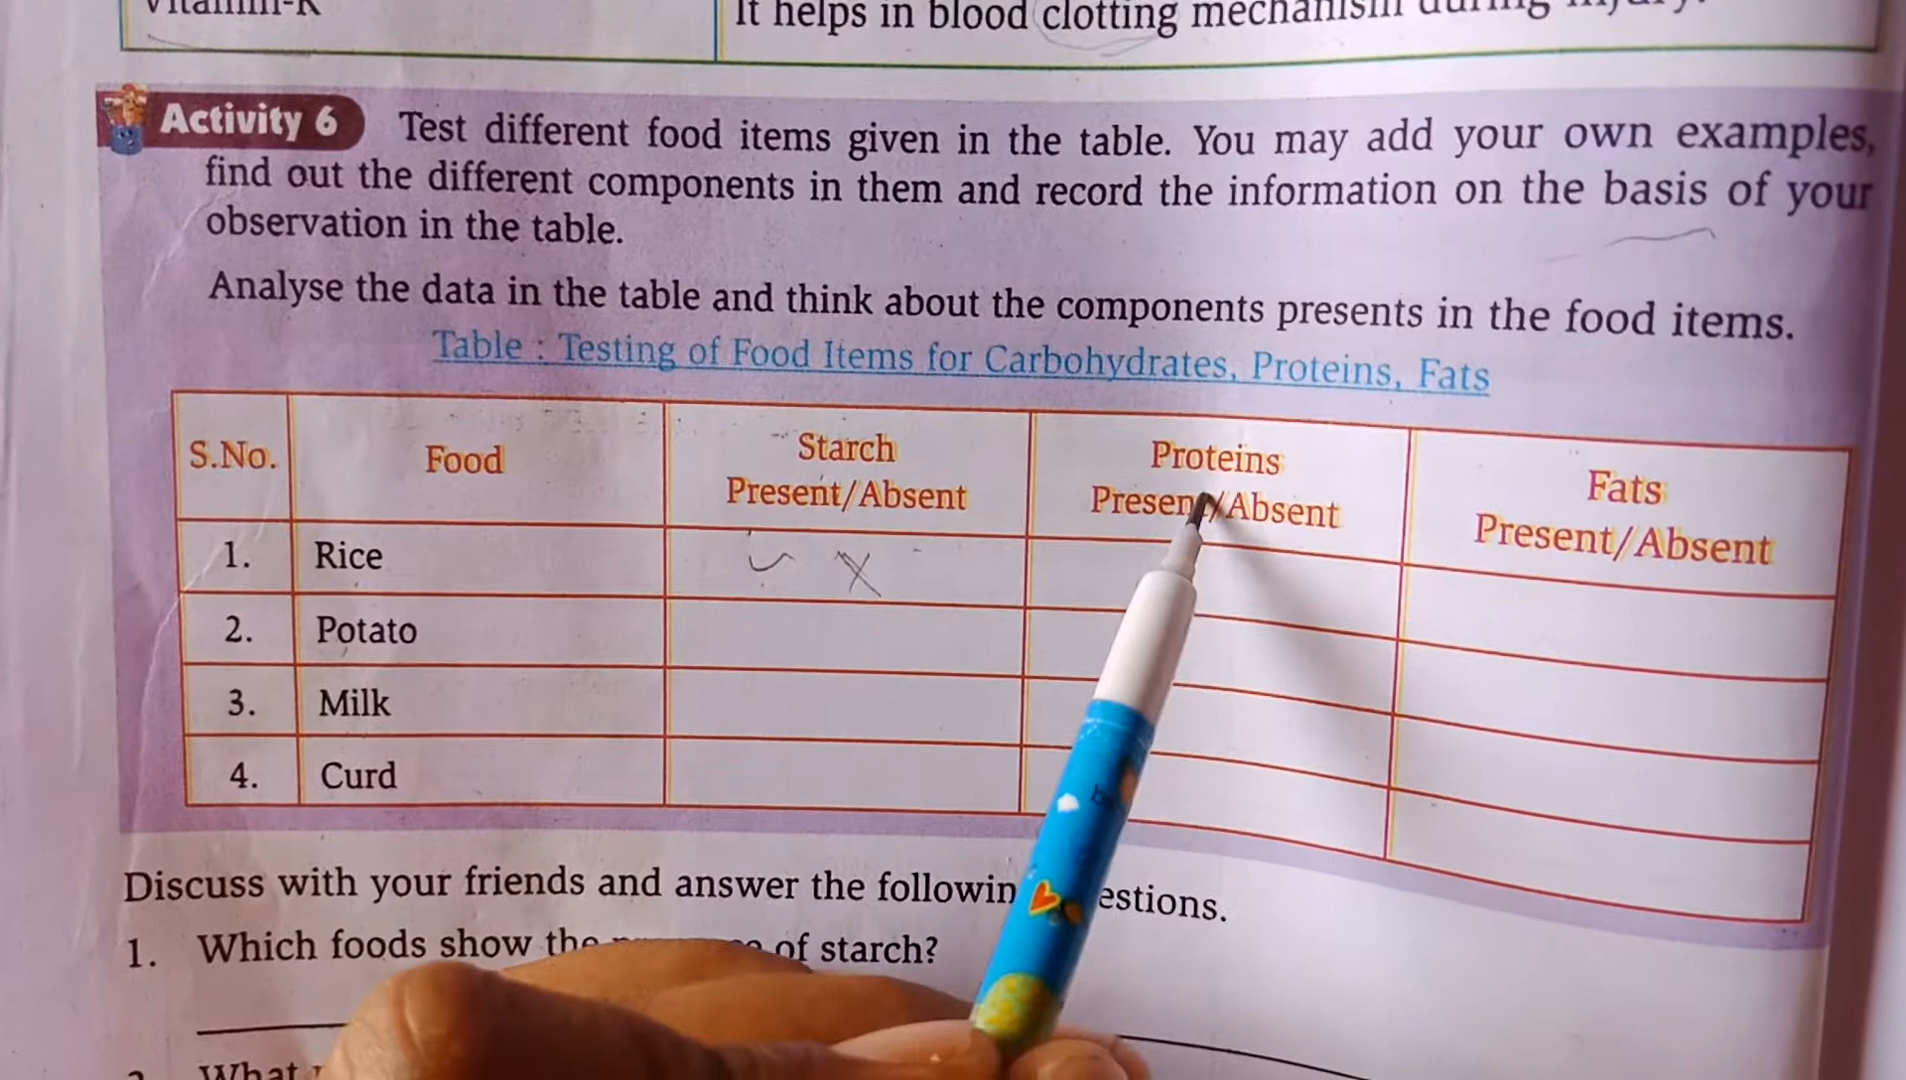 It helps in blood clotting mechanism during
Activity 6 Test different food items given in the table. You may add your own examples,
find out the different components in them and record the information on the basis of your
observation in the table.
Analyse the data in the table and think about the components presents in the food items.
Table : Testing of Food Items for Carbohydrates, Proteins, Fats
S.No. Food Starch Present/Absent Proteins Present/Absent Fats Present/Absent
1. Rice
2. Potato
3. Milk
4. Curd
Discuss with your friends and answer the
1. Which foods show of starch?
What